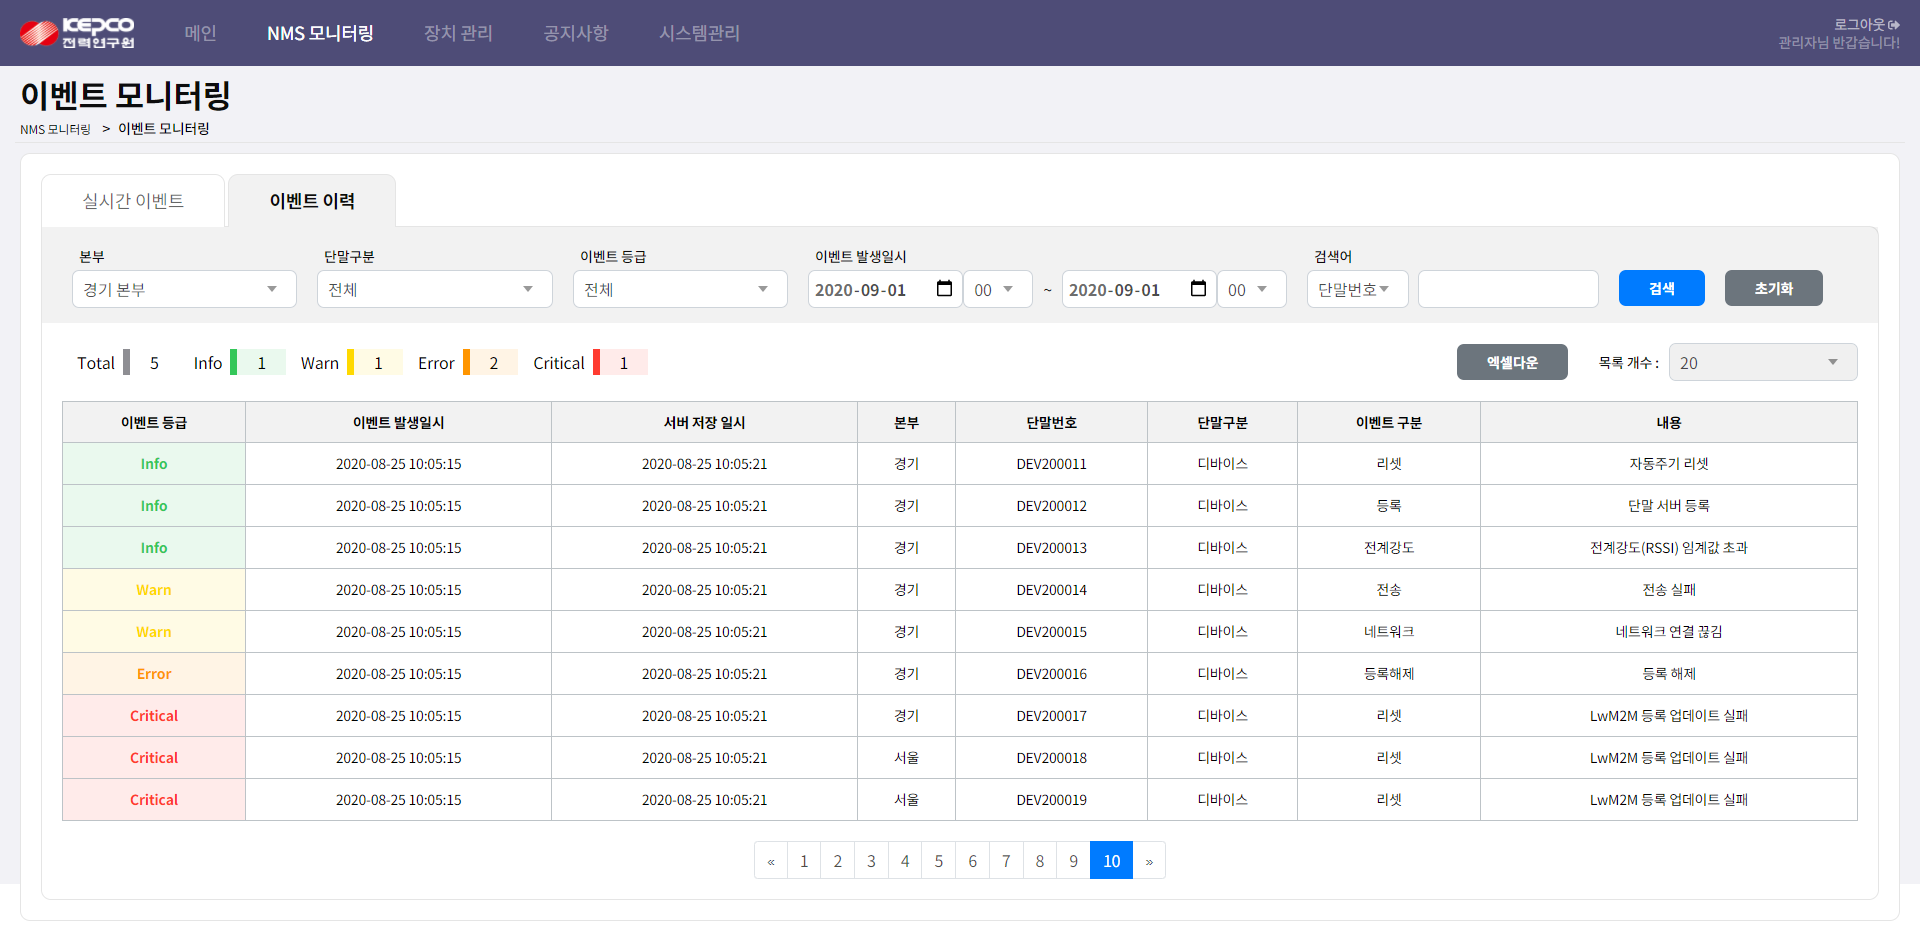 KEPCO 전력연구원 메인 NMS 모니터링 장치 관리 공지사항 시스템관리 로그아웃
관리자님 반갑습니다!
이벤트 모니터링
NMS 모니터링 > 이벤트 모니터링
실시간 이벤트 이벤트 이력
본부 단말구분 이벤트 등급 이벤트 발생일시 검색어
경기 본부 전체 전체 2020-09-01 00 ~ 2020-09-01 00 단말번호 검색 초기화
Total 5 Info 1 Warn 1 Error 2 Critical 1 엑셀다운 목록 개수 : 20
이벤트 등급 이벤트 발생일시 서버 저장 일시 본부 단말번호 단말구분 이벤트 구분 내용
Info 2020-08-25 10:05:15 2020-08-25 10:05:21 경기 DEV200011 디바이스 리셋 자동주기 리셋
Info 2020-08-25 10:05:15 2020-08-25 10:05:21 경기 DEV200012 디바이스 등록 단말 서버 등록
Info 2020-08-25 10:05:15 2020-08-25 10:05:21 경기 DEV200013 디바이스 전계강도 전계강도(RSSI) 임계값 초과
Warn 2020-08-25 10:05:15 2020-08-25 10:05:21 경기 DEV200014 디바이스 전송 전송 실패
Warn 2020-08-25 10:05:15 2020-08-25 10:05:21 경기 DEV200015 디바이스 네트워크 네트워크 연결 끊김
Error 2020-08-25 10:05:15 2020-08-25 10:05:21 경기 DEV200016 디바이스 등록해제 등록 해제
Critical 2020-08-25 10:05:15 2020-08-25 10:05:21 경기 DEV200017 디바이스 리셋 LwM2M 등록 업데이트 실패
Critical 2020-08-25 10:05:15 2020-08-25 10:05:21 서울 DEV200018 디바이스 리셋 LwM2M 등록 업데이트 실패
Critical 2020-08-25 10:05:15 2020-08-25 10:05:21 서울 DEV200019 디바이스 리셋 LwM2M 등록 업데이트 실패
« 1 2 3 4 5 6 7 8 9 10 »